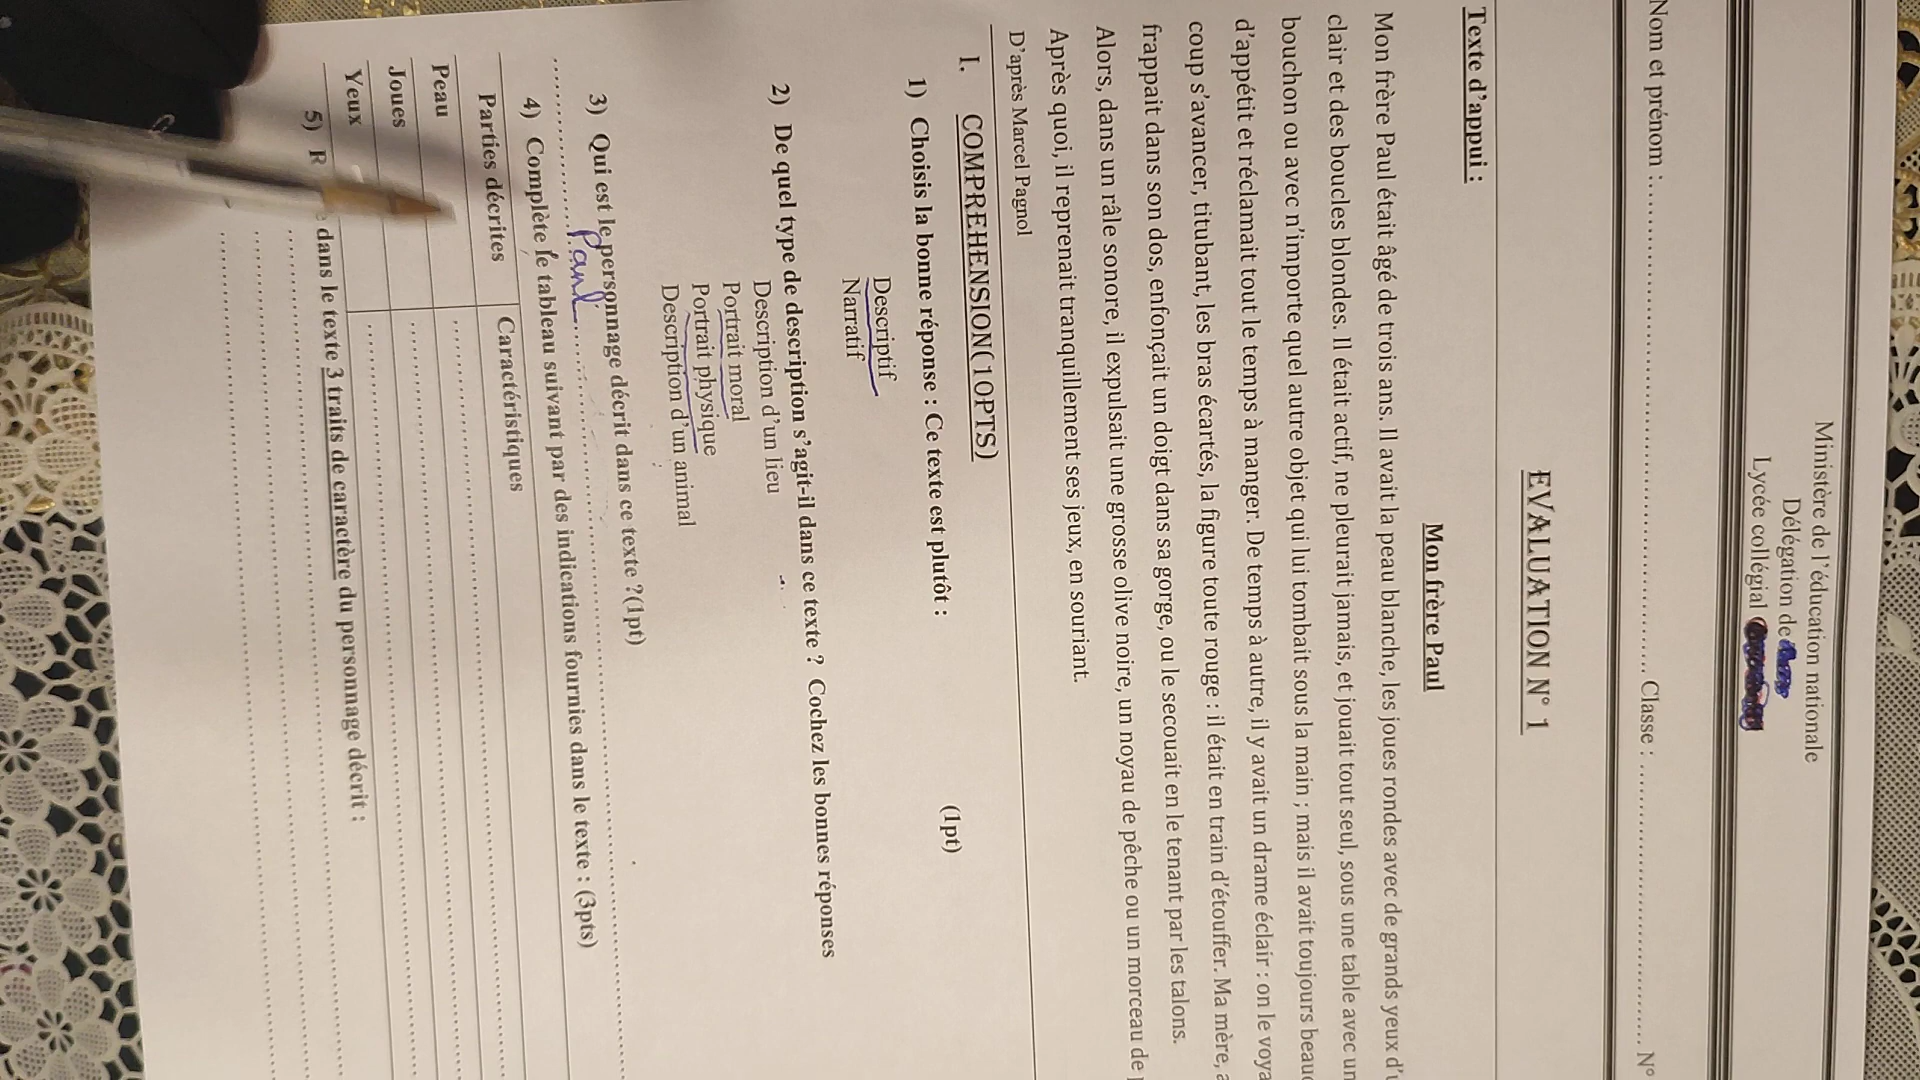 Ministère de l'éducation nationale
Délégation de
Lycée collégial
Nom et prénom :.................... Classe : .................... N°
EVALUATION N° 1
Texte d'appui :
Mon frère Paul
Mon frère Paul était âgé de trois ans. Il avait la peau blanche, les joues rondes avec de grands yeux d'u
clair et des boucles blondes. Il était actif, ne pleurait jamais, et jouait tout seul, sous une table avec un
bouchon ou avec n'importe quel autre objet qui lui tombait sous la main ; mais il avait toujours beauc
d'appétit et réclamait tout le temps à manger. De temps à autre, il y avait un drame éclair : on le voya
coup s'avancer, titubant, les bras écartés, la figure toute rouge : il était en train d'étouffer. Ma mère, a
frappait dans son dos, enfonçait un doigt dans sa gorge, ou le secouait en le tenant par les talons.
Alors, dans un râle sonore, il expulsait une grosse olive noire, un noyau de pêche ou un morceau de
Après quoi, il reprenait tranquillement ses jeux, en souriant.
D'après Marcel Pagnol
I. COMPREHENSION(10PTS)
1) Choisis la bonne réponse : Ce texte est plutôt : (1pt)
Descriptif
Narratif
2) De quel type de description s'agit-il dans ce texte ? Cochez les bonnes réponses
Description d'un lieu
Portrait moral
Portrait physique
Description d'un animal
3) Qui est le personnage décrit dans ce texte ?(1pt)
Paul
4) Complète le tableau suivant par des indications fournies dans le texte : (3pts)
Parties décrites Caractéristiques
Peau
Joues
Yeux
5) R e dans le texte 3 traits de caractère du personnage décrit :